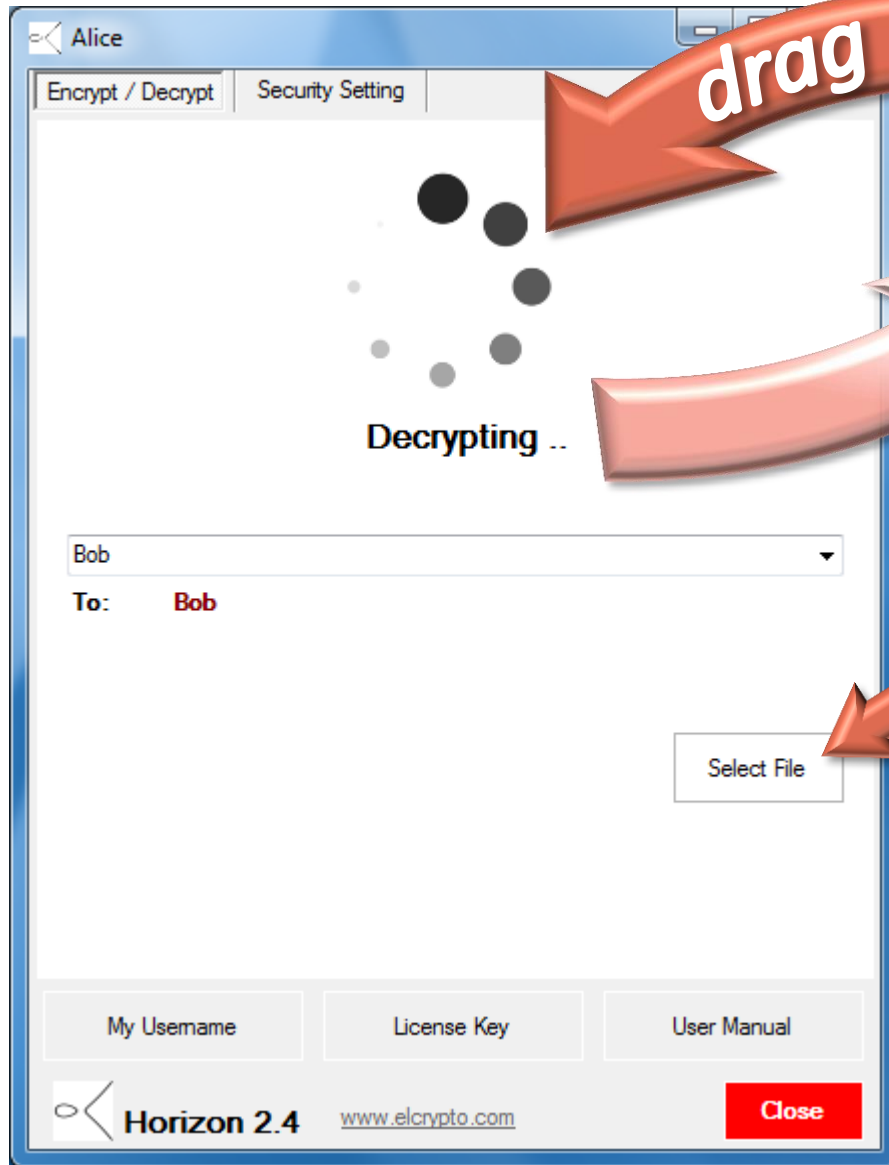 Alice
drag
Encrypt / Decrypt Security Setting
Decrypting ..
Bob
To: Bob
Select File
My Username License Key User Manual
Horizon 2.4 www.elcrypto.com Close